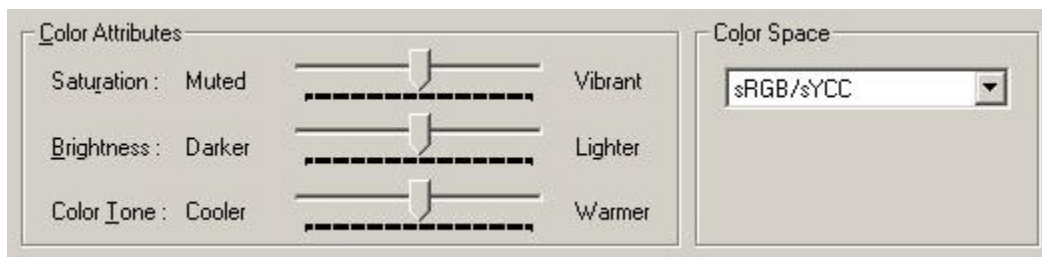 Color Attributes
Saturation : Muted Vibrant
Brightness : Darker Lighter
Color Tone : Cooler Warmer
Color Space
sRGB/sYCC